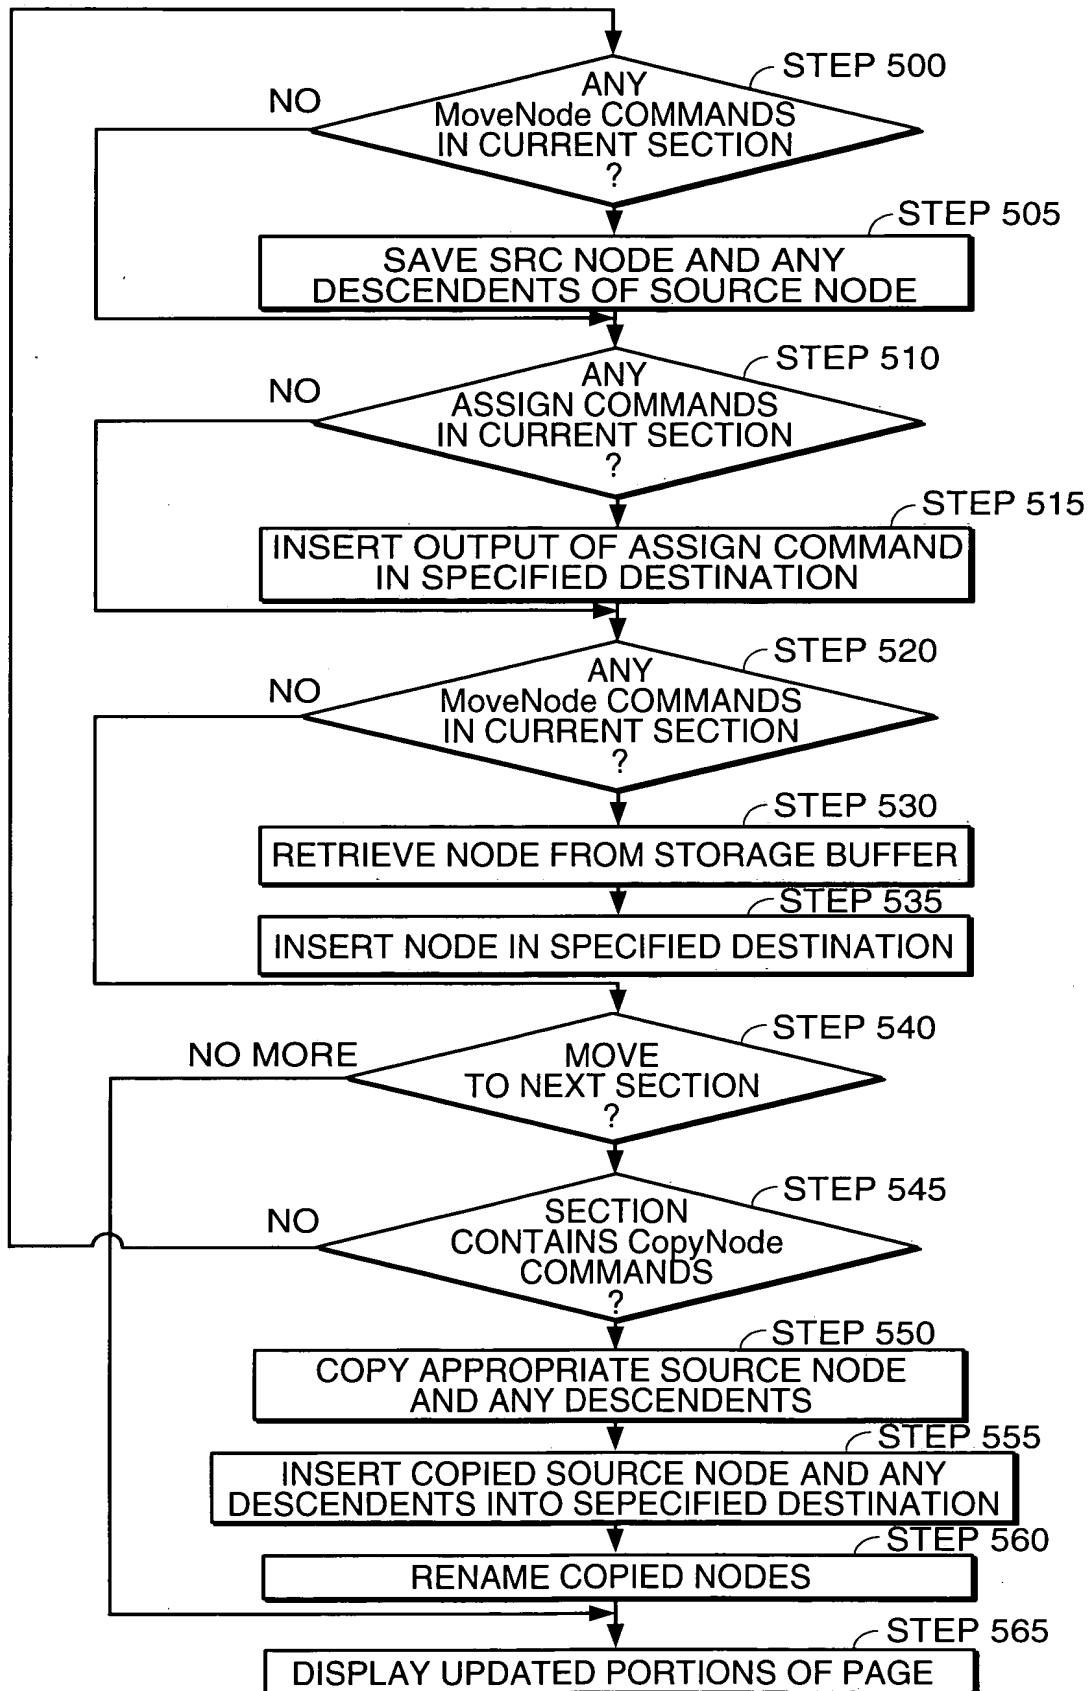 STEP 500
NO
ANY
MoveNode COMMANDS
IN CURRENT SECTION
?
STEP 505
SAVE SRC NODE AND ANY
DESCENDENTS OF SOURCE NODE
STEP 510
NO
ANY
ASSIGN COMMANDS
IN CURRENT SECTION
?
STEP 515
INSERT OUTPUT OF ASSIGN COMMAND
IN SPECIFIED DESTINATION
STEP 520
NO
ANY
MoveNode COMMANDS
IN CURRENT SECTION
?
STEP 530
RETRIEVE NODE FROM STORAGE BUFFER
STEP 535
INSERT NODE IN SPECIFIED DESTINATION
STEP 540
NO MORE
MOVE
TO NEXT SECTION
?
STEP 545
NO
SECTION
CONTAINS CopyNode
COMMANDS
?
STEP 550
COPY APPROPRIATE SOURCE NODE
AND ANY DESCENDENTS
STEP 555
INSERT COPIED SOURCE NODE AND ANY
DESCENDENTS INTO SEPECIFIED DESTINATION
STEP 560
RENAME COPIED NODES
STEP 565
DISPLAY UPDATED PORTIONS OF PAGE